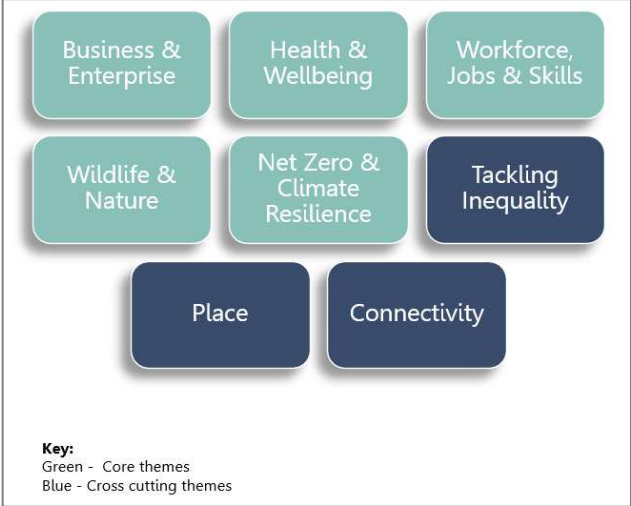 Business &
Enterprise
Health &
Wellbeing
Workforce,
Jobs & Skills
Wildlife &
Nature
Net Zero &
Climate
Resilience
Tackling
Inequality
Place
Connectivity
Key:
Green -  Core themes
Blue - Cross cutting themes